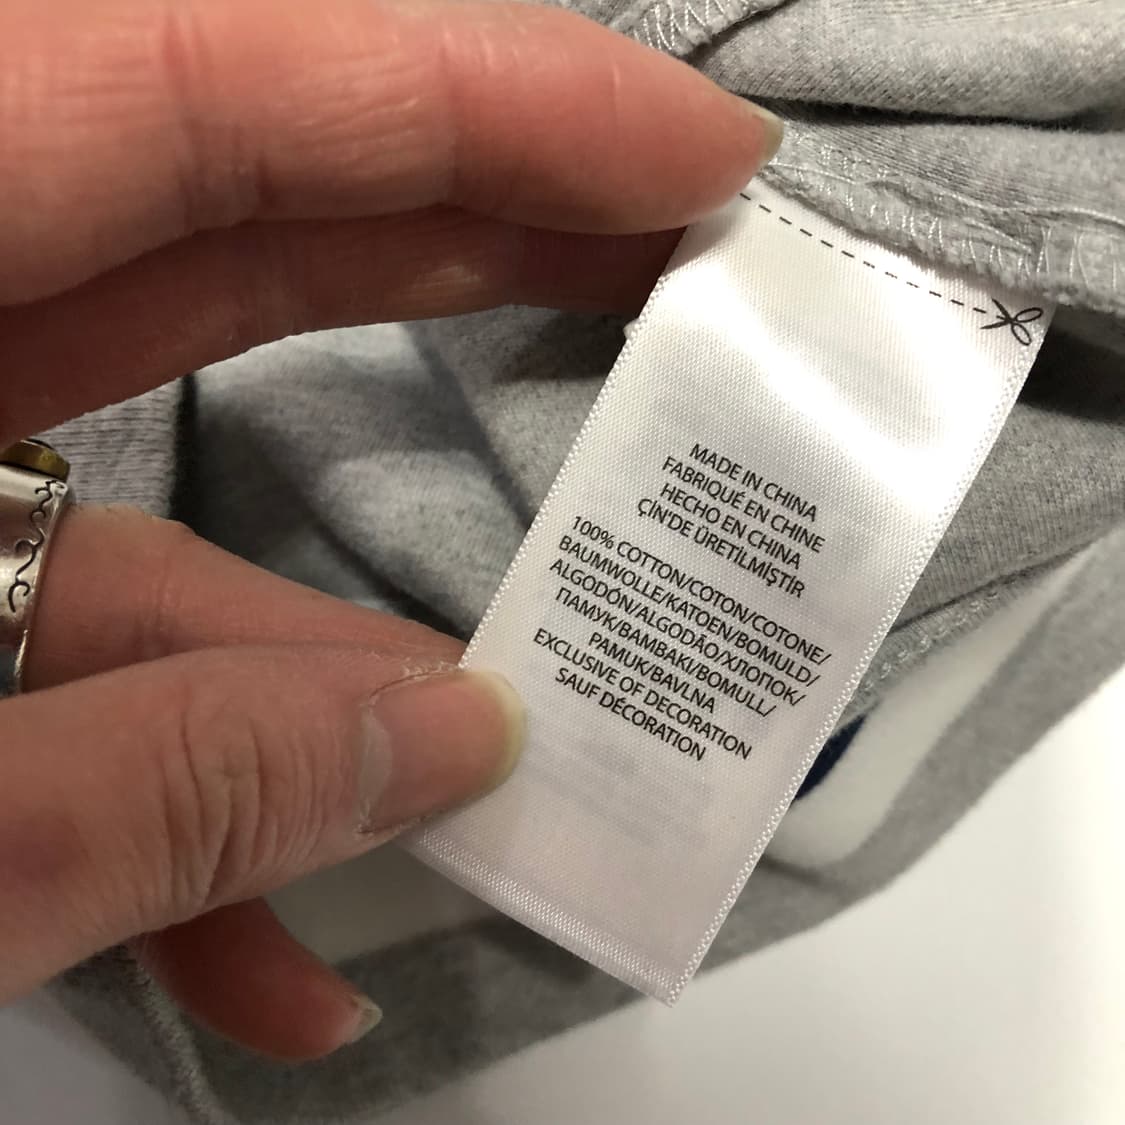 MADE IN CHINA
FABRIQUÉ EN CHINE
HECHO EN CHINA
ÇİN'DE ÜRETİLMİŞTİR
100% COTTON/COTON/COTONE/
BAUMWOLLE/KATOEN/BOMULD/
ALGODÓN/ALGODÃO/ХЛОПОК/
ПАМУК/BAMBAKI/BOMULL/
PAMUK/BAVLNA
EXCLUSIVE OF DECORATION
SAUF DÉCORATION